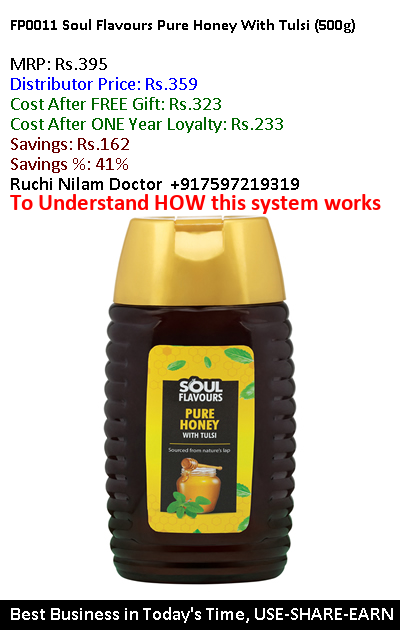 FP0011 Soul Flavours Pure Honey With Tulsi (500g)
MRP: Rs.395
Distributor Price: Rs.359
Cost After FREE Gift: Rs.323
Cost After ONE Year Loyalty: Rs.233
Savings: Rs.162
Savings %: 41%
Ruchi Nilam Doctor +917597219319
To Understand HOW this system works
SOUL
FLAVOURS
PURE
HONEY
WITH TULSI
Sourced from nature's lap
Best Business in Today's Time, USE-SHARE-EARN